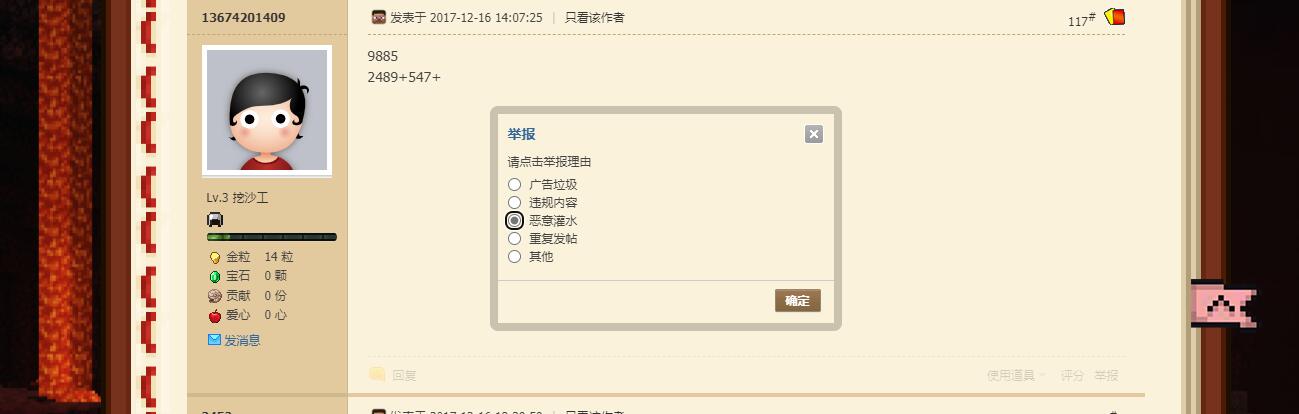 13674201409
发表于 2017-12-16 14:07:25 | 只看该作者
117#
9885
2489+547+
举报
请点击举报理由
广告垃圾
违规内容
恶意灌水
重复发帖
其他
确定
Lv.3 挖沙工
金粒 14 粒
宝石 0 颗
贡献 0 份
爱心 0 心
发消息
回复
使用道具 评分 举报